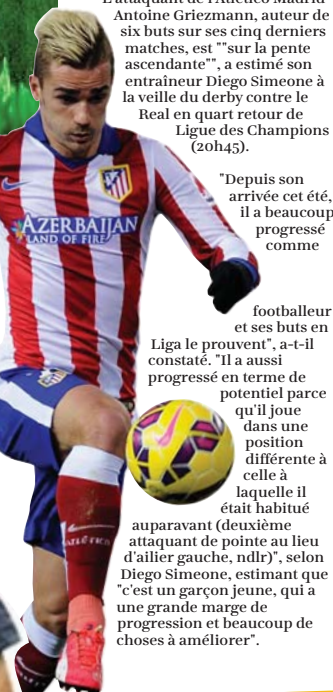 L'attaquant de l'Atletico Madrid
Antoine Griezmann, auteur de
six buts sur ses cinq derniers
matches, est ""sur la pente
ascendante"", a estimé son
entraîneur Diego Simeone à
la veille du derby contre le
Real en quart retour de
Ligue des Champions
(20h45).
"Depuis son
arrivée cet été,
il a beaucoup
progressé
comme
footballeur
et ses buts en
Liga le prouvent", a-t-il
constaté. "Il a aussi
progressé en terme de
potentiel parce
qu'il joue
dans une
position
différente à
celle à
laquelle il
était habitué
auparavant (deuxième
attaquant de pointe au lieu
d'ailier gauche, ndlr)", selon
Diego Simeone, estimant que
"c'est un garçon jeune, qui a
une grande marge de
progression et beaucoup de
choses à améliorer".
AZERBAIJAN
LAND OF FIRE
ATLÉTICO